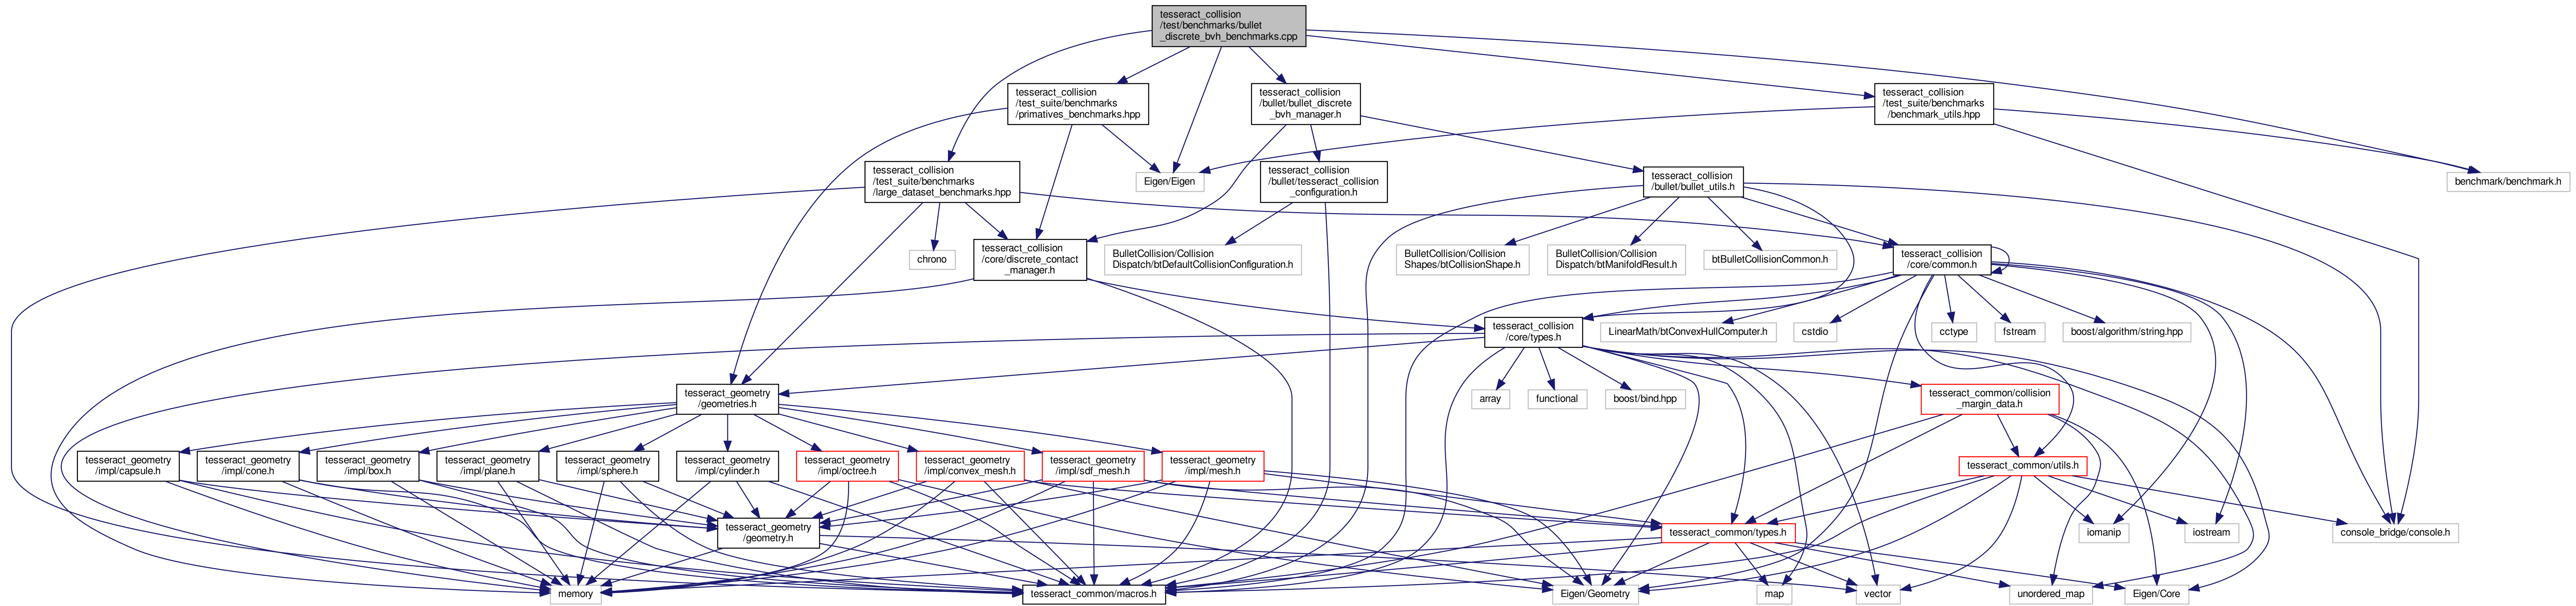 tesseract_collision
/test/benchmarks/bullet
_discrete_bvh_benchmarks.cpp
tesseract_collision
/test_suite/benchmarks
/primatives_benchmarks.hpp
tesseract_collision
/bullet/bullet_discrete
_bvh_manager.h
tesseract_collision
/test_suite/benchmarks
/benchmark_utils.hpp
tesseract_collision
/test_suite/benchmarks
/large_dataset_benchmarks.hpp
Eigen/Eigen
tesseract_collision
/bullet/tesseract_collision
_configuration.h
tesseract_collision
/bullet/bullet_utils.h
benchmark/benchmark.h
chrono
tesseract_collision
/core/discrete_contact
_manager.h
BulletCollision/Collision
Dispatch/btDefaultCollisionConfiguration.h
BulletCollision/Collision
Shapes/btCollisionShape.h
BulletCollision/Collision
Dispatch/btManifoldResult.h
btBulletCollisionCommon.h
tesseract_collision
/core/common.h
tesseract_collision
/core/types.h
LinearMath/btConvexHullComputer.h
cstdio
cctype
fstream
boost/algorithm/string.hpp
tesseract_geometry
/geometries.h
array
functional
boost/bind.hpp
tesseract_common/collision
_margin_data.h
tesseract_geometry
/impl/capsule.h
tesseract_geometry
/impl/cone.h
tesseract_geometry
/impl/box.h
tesseract_geometry
/impl/plane.h
tesseract_geometry
/impl/sphere.h
tesseract_geometry
/impl/cylinder.h
tesseract_geometry
/impl/octree.h
tesseract_geometry
/impl/convex_mesh.h
tesseract_geometry
/impl/sdf_mesh.h
tesseract_geometry
/impl/mesh.h
tesseract_common/utils.h
tesseract_geometry
/geometry.h
tesseract_common/types.h
iomanip
iostream
console_bridge/console.h
memory
tesseract_common/macros.h
Eigen/Geometry
map
vector
unordered_map
Eigen/Core